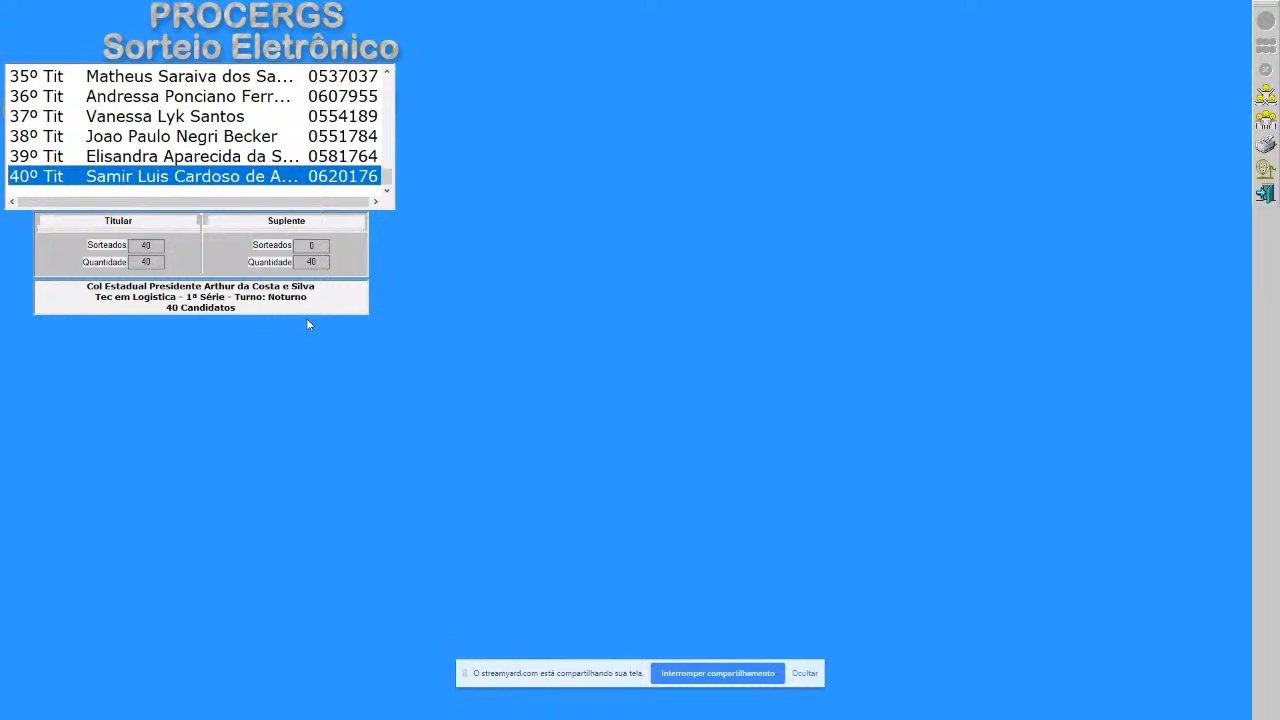 PROCERGS
Sorteio Eletrônico
35º Tit Matheus Saraiva dos Sa... 0537037
36º Tit Andressa Ponciano Ferr... 0607955
37º Tit Vanessa Lyk Santos 0554189
38º Tit Joao Paulo Negri Becker 0551784
39º Tit Elisandra Aparecida da S... 0581764
40º Tit Samir Luis Cardoso de A... 0620176
Titular Suplente
Sorteados 40 Sorteados 0
Quantidade 40 Quantidade 40
Col Estadual Presidente Arthur da Costa e Silva
Tec em Logistica - 1ª Série - Turno: Noturno
40 Candidatos
O streamyard.com está compartilhando sua tela. Interromper compartilhamento Ocultar